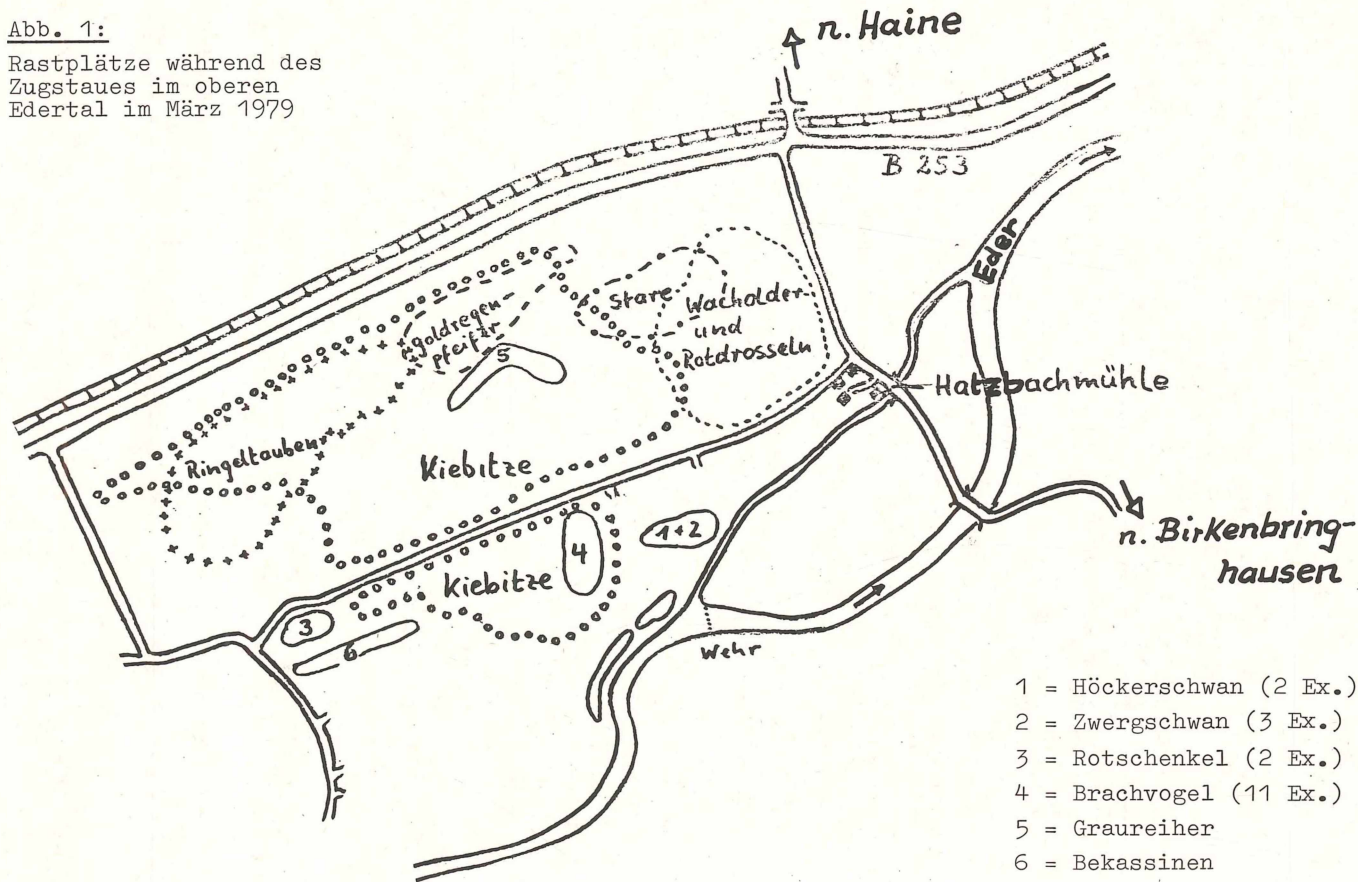 Abb. 1:
Rastplätze während des
Zugstaues im oberen
Edertal im März 1979
n. Haine
B 253
Eder
Stare
Wacholder-
und
Rotdrosseln
goldregen
pfeifer
5
Hatzbachmühle
Ringeltauben
Kiebitze
n. Birkenbring-
hausen
4
1+2
Kiebitze
3
6
Wehr
1 = Höckerschwan (2 Ex.)
2 = Zwergschwan (3 Ex.)
3 = Rotschenkel (2 Ex.)
4 = Brachvogel (11 Ex.)
5 = Graureiher
6 = Bekassinen